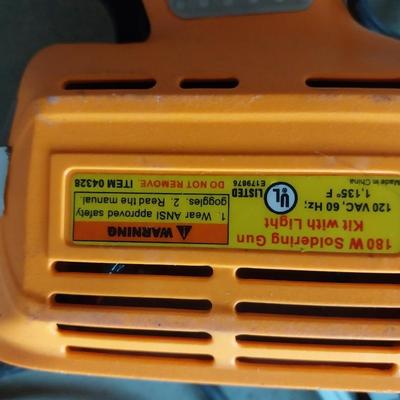 180 W Soldering Gun
Kit with Light
120 VAC, 60 Hz;
1,135° F
Made in China.
UL
LISTED
E179876
WARNING
1. Wear ANSI approved safety
goggles. 2. Read the manual.
DO NOT REMOVE ITEM 04328